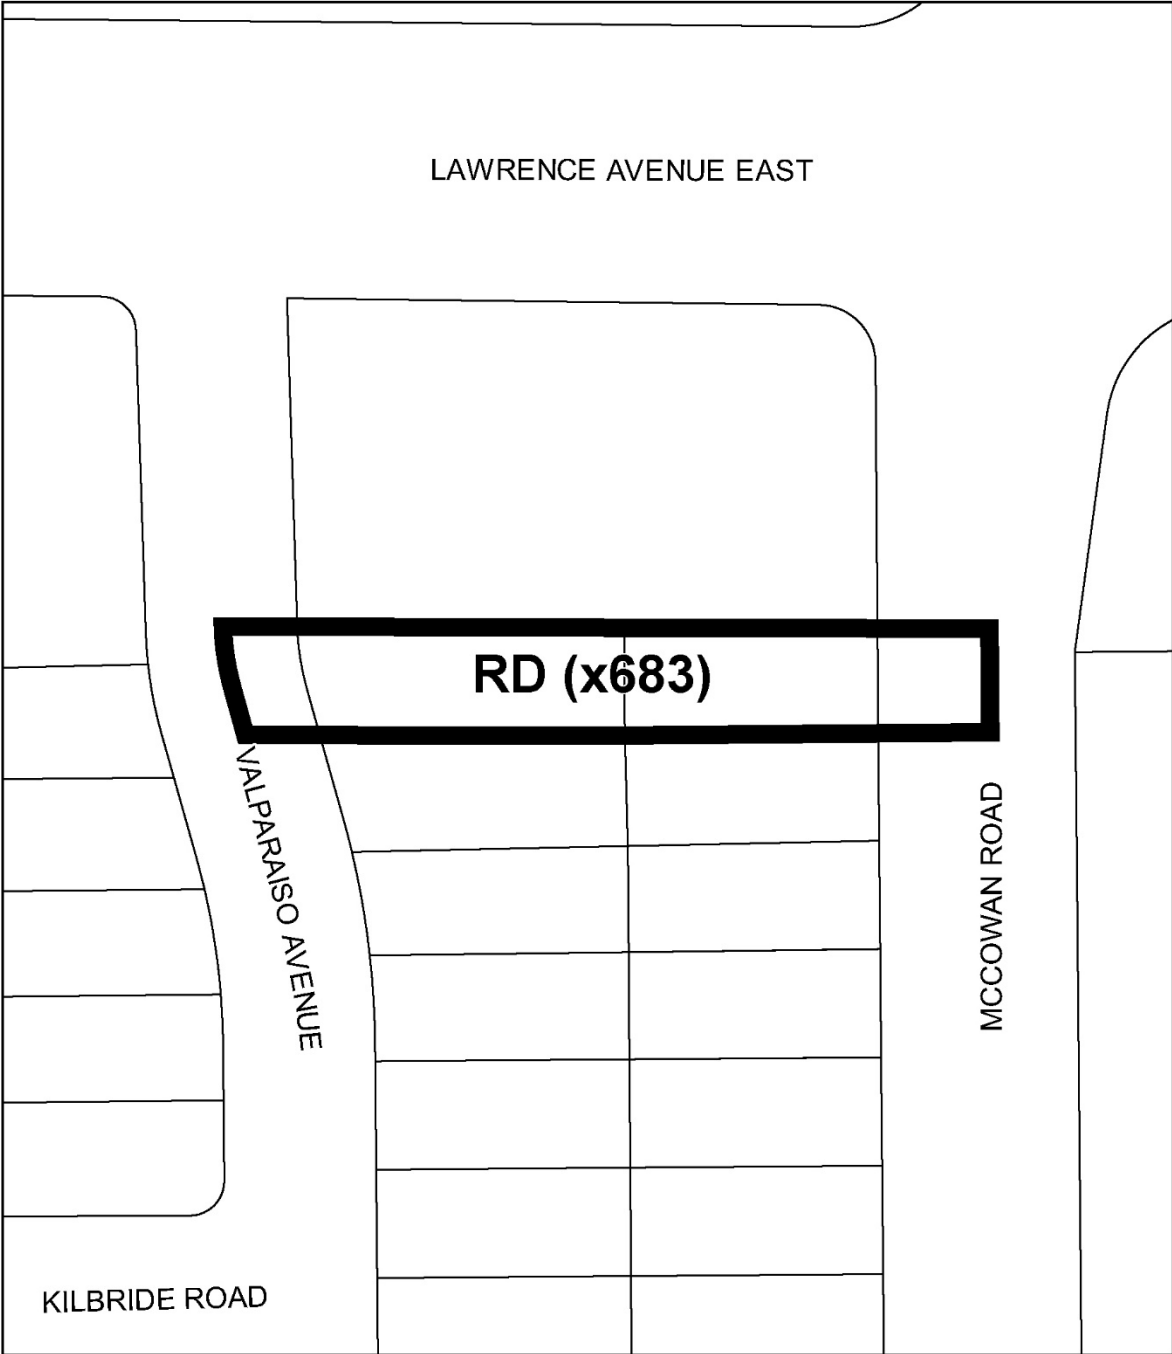 LAWRENCE AVENUE EAST
RD (x683)
VALPARAISO AVENUE
MCCOWAN ROAD
KILBRIDE ROAD